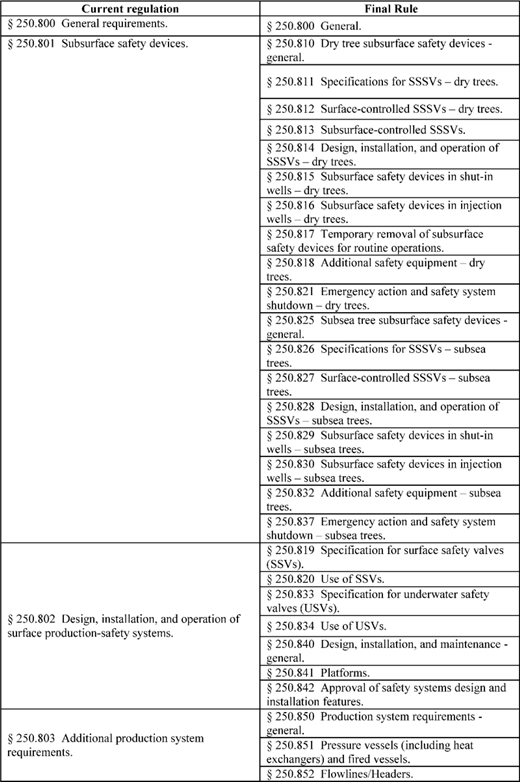 Current regulation
Final Rule
§ 250.800 General requirements.
§ 250.800 General.
§ 250.801 Subsurface safety devices.
§ 250.810 Dry tree subsurface safety devices -
general.
§ 250.811 Specifications for SSSVs – dry trees.
§ 250.812 Surface-controlled SSSVs – dry trees.
§ 250.813 Subsurface-controlled SSSVs.
§ 250.814 Design, installation, and operation of
SSSVs – dry trees.
§ 250.815 Subsurface safety devices in shut-in
wells – dry trees.
§ 250.816 Subsurface safety devices in injection
wells – dry trees.
§ 250.817 Temporary removal of subsurface
safety devices for routine operations.
§ 250.818 Additional safety equipment – dry
trees.
§ 250.821 Emergency action and safety system
shutdown – dry trees.
§ 250.825 Subsea tree subsurface safety devices -
general.
§ 250.826 Specifications for SSSVs – subsea
trees.
§ 250.827 Surface-controlled SSSVs – subsea
trees.
§ 250.828 Design, installation, and operation of
SSSVs – subsea trees.
§ 250.829 Subsurface safety devices in shut-in
wells – subsea trees.
§ 250.830 Subsurface safety devices in injection
wells – subsea trees.
§ 250.832 Additional safety equipment – subsea
trees.
§ 250.837 Emergency action and safety system
shutdown – subsea trees.
§ 250.802 Design, installation, and operation of
surface production-safety systems.
§ 250.819 Specification for surface safety valves
(SSVs).
§ 250.820 Use of SSVs.
§ 250.833 Specification for underwater safety
valves (USVs).
§ 250.834 Use of USVs.
§ 250.840 Design, installation, and maintenance -
general.
§ 250.841 Platforms.
§ 250.842 Approval of safety systems design and
installation features.
§ 250.803 Additional production system
requirements.
§ 250.850 Production system requirements -
general.
§ 250.851 Pressure vessels (including heat
exchangers) and fired vessels.
§ 250.852 Flowlines/Headers.